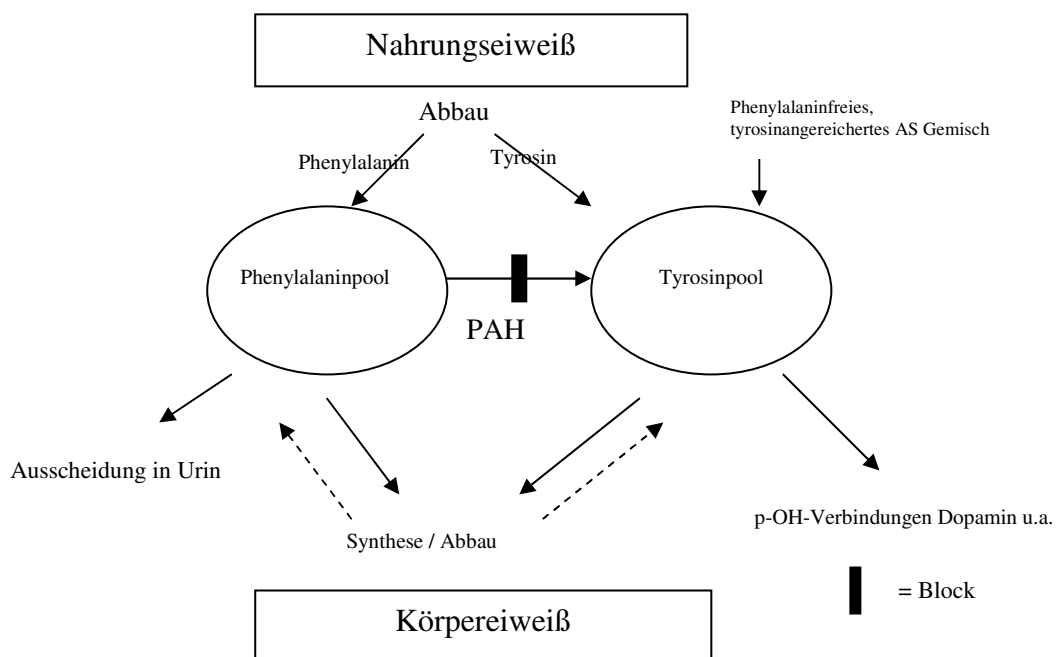 Nahrungseiweiß
Abbau
Phenylalaninfreies,
tyrosinangereichertes AS Gemisch
Phenylalanin
Tyrosin
Phenylalaninpool
Tyrosinpool
PAH
Ausscheidung in Urin
Synthese / Abbau
p-OH-Verbindungen Dopamin u.a.
= Block
Körpereiweiß